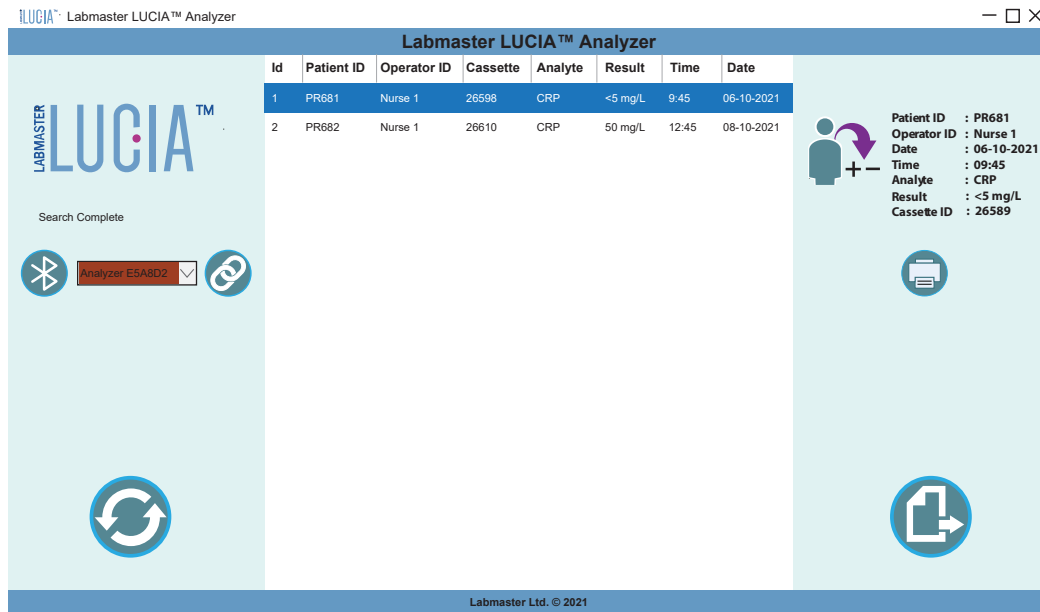 LUCIA™ Labmaster LUCIA™ Analyzer
Labmaster LUCIA™ Analyzer
Id Patient ID Operator ID Cassette Analyte Result Time Date
1 PR681 Nurse 1 26598 CRP <5 mg/L 9:45 06-10-2021
2 PR682 Nurse 1 26610 CRP 50 mg/L 12:45 08-10-2021
LABMASTER LUCIA™
Search Complete
Analyzer E5A8D2
Patient ID : PR681
Operator ID : Nurse 1
Date : 06-10-2021
Time : 09:45
Analyte : CRP
Result : <5 mg/L
Cassette ID : 26589
Labmaster Ltd. © 2021